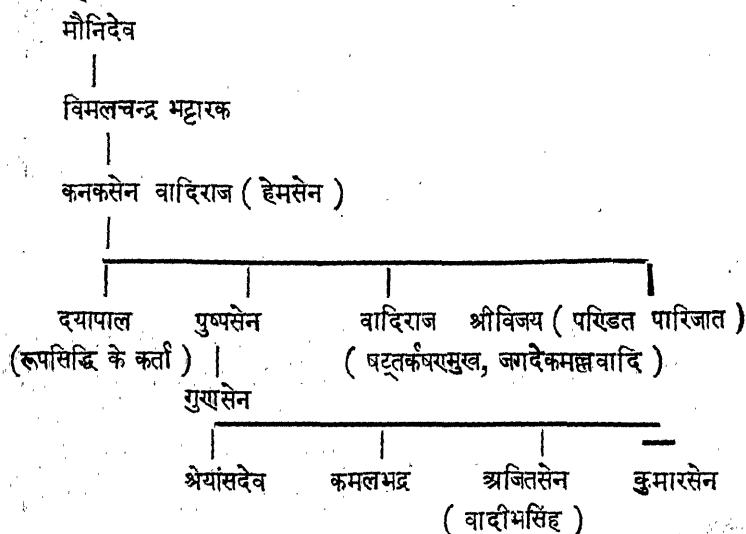 मौनिदेव
विमलचन्द्र भट्टारक
कनकसेन वादिराज ( हेमसेन )
दयापाल पुष्पसेन वादिराज श्रीविजय ( पण्डित पारिजात )
(रूपसिद्धि के कर्ता ) ( षट्तर्कषण्मुख, जगदेकमल्लवादि )
गुणसेन
श्रेयांसदेव कमलभद्र अजितसेन कुमारसेन
( वादीभसिंह )